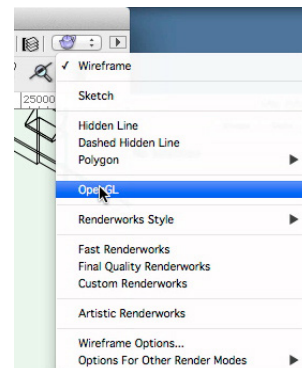 25000
Wireframe
Sketch
Hidden Line
Dashed Hidden Line
Polygon
OpenGL
Renderworks Style
Fast Renderworks
Final Quality Renderworks
Custom Renderworks
Artistic Renderworks
Wireframe Options...
Options For Other Render Modes